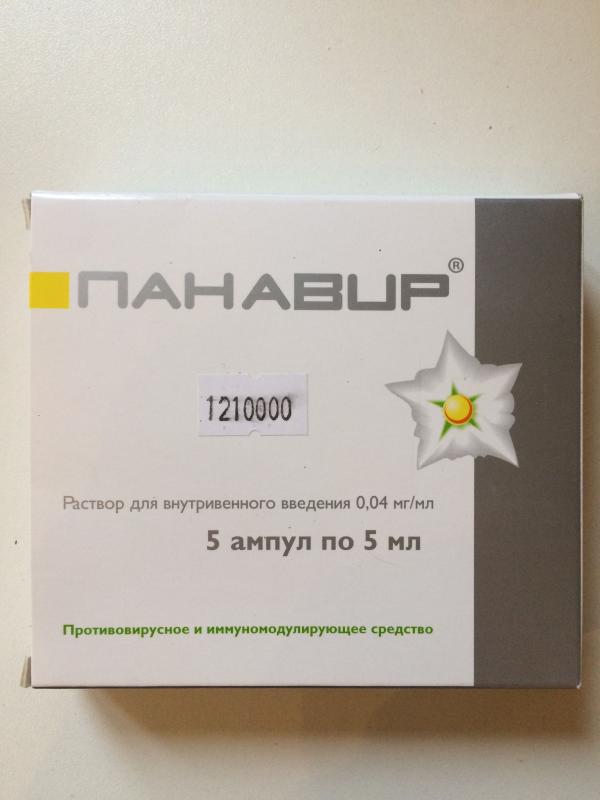 ПАНАВИР®
1210000
Раствор для внутривенного введения 0,04 мг/мл
5 ампул по 5 мл
Противовирусное и иммуномодулирующее средство